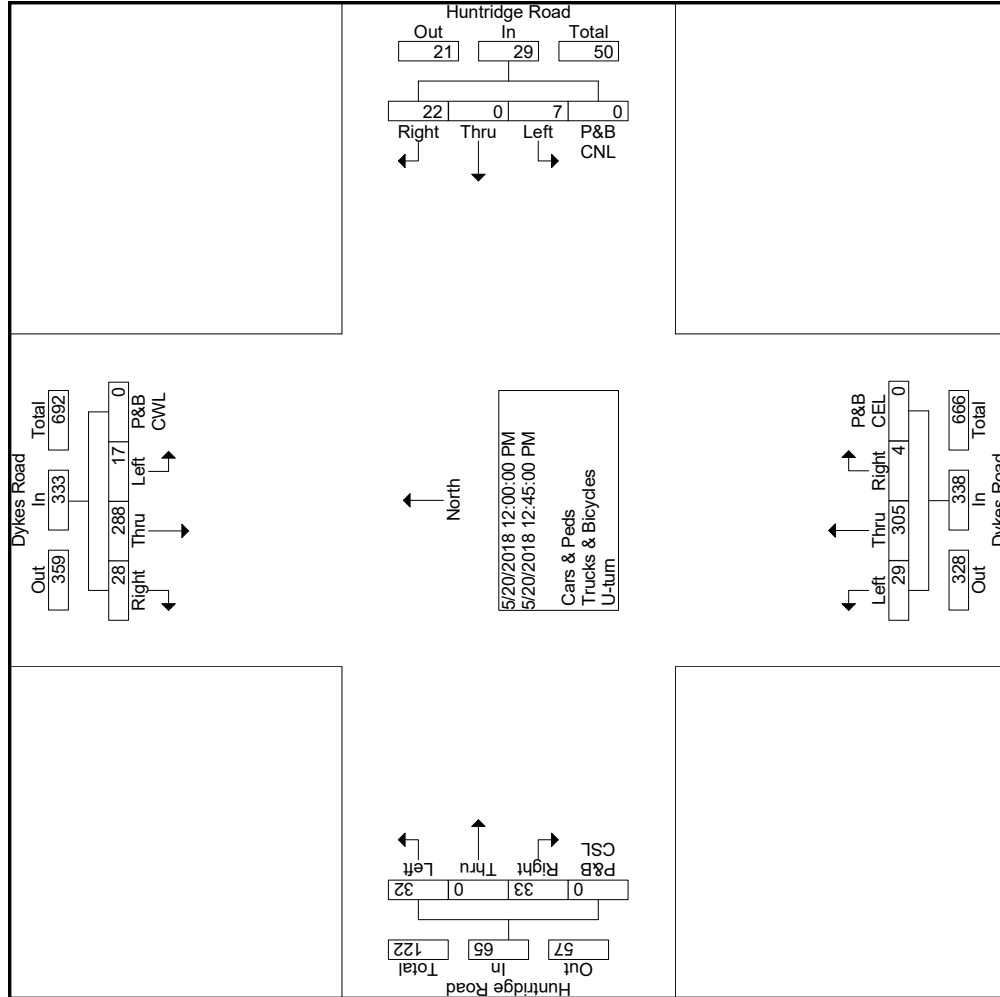 Huntridge Road
Out In Total
21 29 50
22 0 7 0
Right Thru Left P&B
CNL
Dykes Road
Out In Total
359 333 692
28 288 17 0
Right Thru Left P&B
CWL
North
5/20/2018 12:00:00 PM
5/20/2018 12:45:00 PM
Cars & Peds
Trucks & Bicycles
U-turn
P&B
CEL
Left Thru Right
29 305 4 0
328 338 666
Out In Total
Dykes Road
CSL
Left Thru Right P&B
32 0 33 0
122 65 57
Total In Out
Huntridge Road